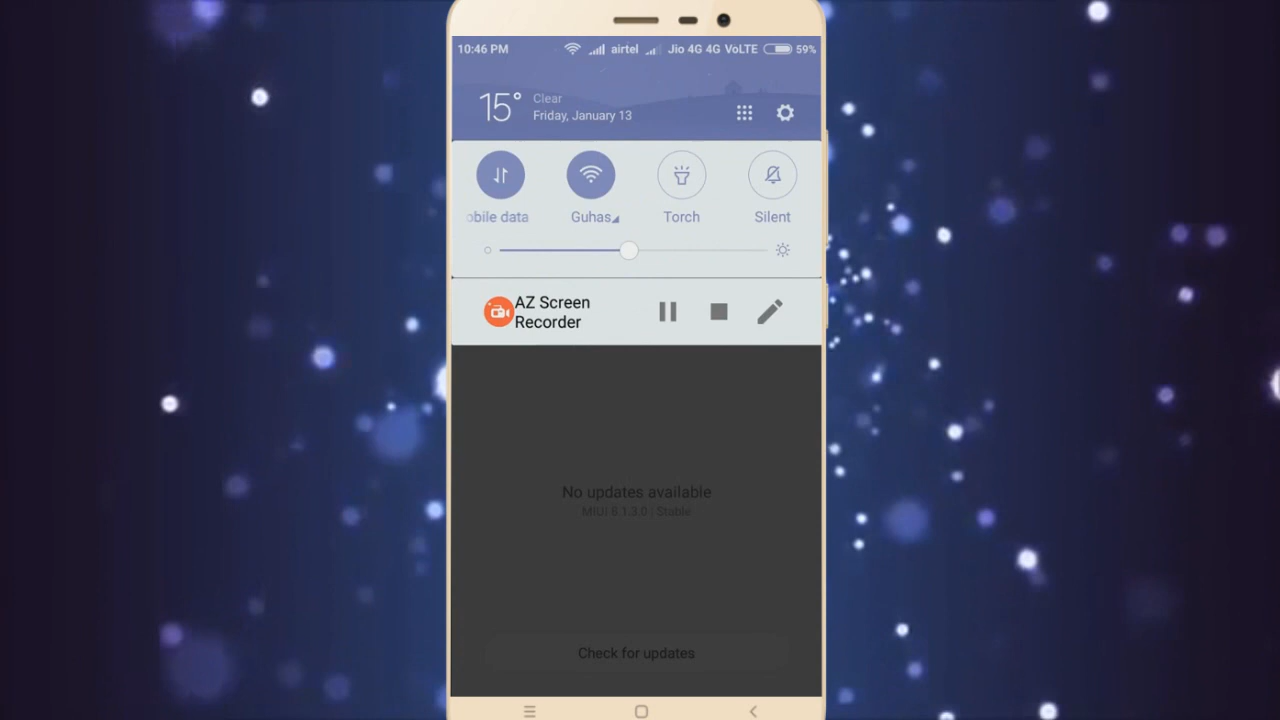 10:46 PM airtel Jio 4G 4G VoLTE 59%
15° Clear
Friday, January 13
obile data Guhas Torch Silent
AZ Screen
Recorder
No updates available
MIUI 8.1.3.0 | Stable
Check for updates